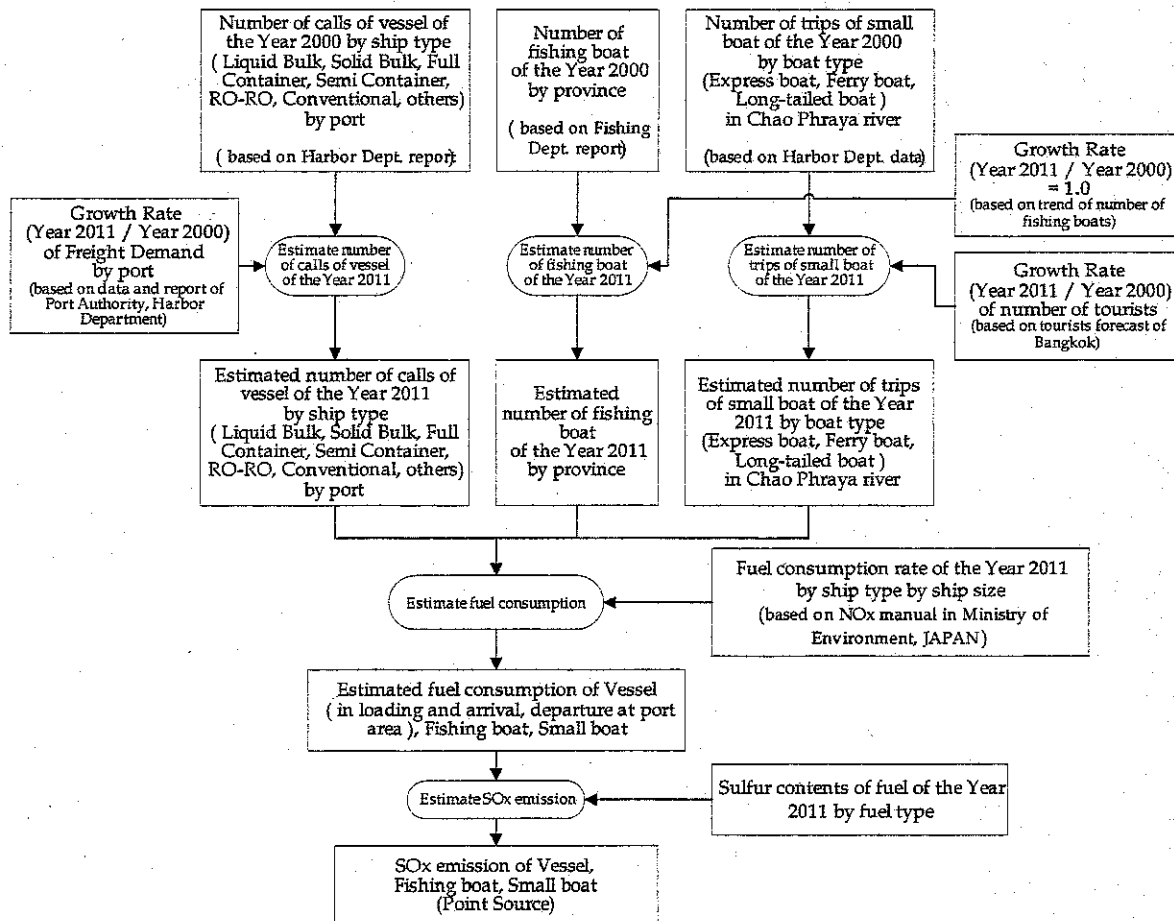 Number of calls of vessel of
the Year 2000 by ship type
( Liquid Bulk, Solid Bulk, Full
Container, Semi Container,
RO-RO, Conventional, others)
by port
( based on Harbor Dept. report)
Number of
fishing boat
of the Year 2000
by province
( based on Fishing
Dept. report)
Number of trips of small
boat of the Year 2000
by boat type
(Express boat, Ferry boat,
Long-tailed boat )
in Chao Phraya river
(based on Harbor Dept. data)
Growth Rate
(Year 2011 / Year 2000)
= 1.0
(based on trend of number of
fishing boats)
Growth Rate
(Year 2011 / Year 2000)
of Freight Demand
by port
(based on data and report of
Port Authority, Harbor
Department)
Estimate number
of calls of vessel
of the Year 2011
Estimate number
of fishing boat
of the Year 2011
Estimate number of
trips of small boat
of the Year 2011
Growth Rate
(Year 2011 / Year 2000)
of number of tourists
(based on tourists forecast of
Bangkok)
Estimated number of calls of
vessel of the Year 2011
by ship type
( Liquid Bulk, Solid Bulk, Full
Container, Semi Container,
RO-RO, Conventional, others)
by port
Estimated
number of fishing
boat
of the Year 2011
by province
Estimated number of trips
of small boat of the Year
2011 by boat type
(Express boat, Ferry boat,
Long-tailed boat )
in Chao Phraya river
Estimate fuel consumption
Fuel consumption rate of the Year 2011
by ship type by ship size
(based on NOx manual in Ministry of
Environment, JAPAN)
Estimated fuel consumption of Vessel
( in loading and arrival, departure at port
area ), Fishing boat, Small boat
Estimate SOx emission
Sulfur contents of fuel of the Year
2011 by fuel type
SOx emission of Vessel,
Fishing boat, Small boat
(Point Source)